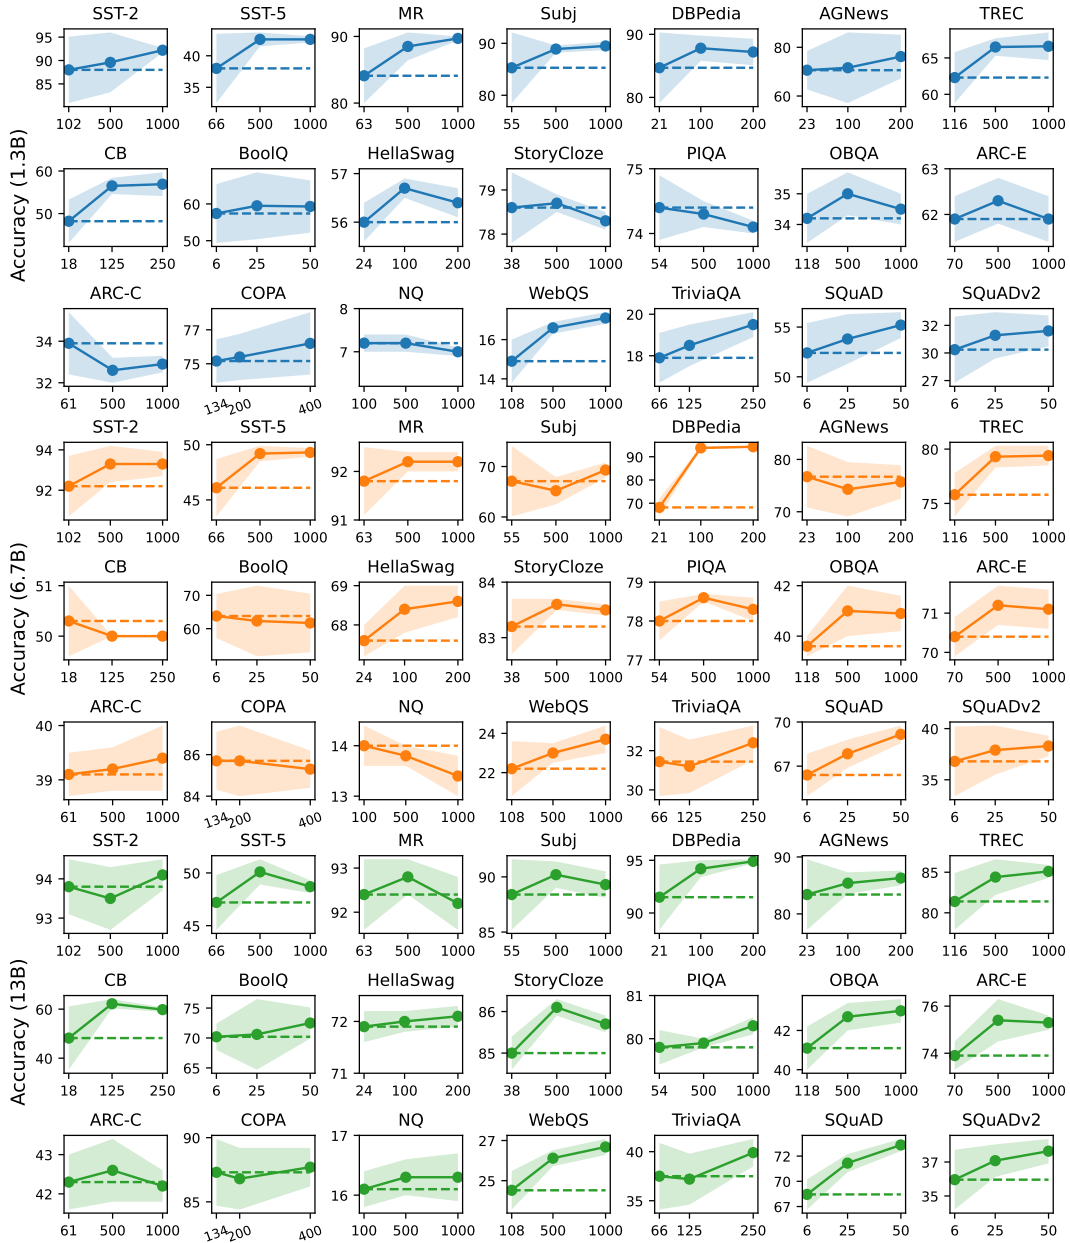 SST-2 SST-5 MR Subj DBPedia AGNews TREC
95 90 85 40 35 90 80 90 80 90 80 80 60 65 60
102 500 1000 66 500 1000 63 500 1000 55 500 1000 21 100 200 23 100 200 116 500 1000
Accuracy (1.3B)
CB BoolQ HellaSwag StoryCloze PIQA OBQA ARC-E
60 50 60 50 57 56 79 78 75 74 35 34 63 62
18 125 250 6 25 50 24 100 200 38 500 1000 54 500 1000 118 500 1000 70 500 1000
ARC-C COPA NQ WebQS TriviaQA SQuAD SQuADv2
34 32 77 75 8 7 16 14 20 18 55 50 32 30 27
61 500 1000 134 200 400 100 500 1000 108 500 1000 66 125 250 6 25 50 6 25 50
SST-2 SST-5 MR Subj DBPedia AGNews TREC
94 92 50 45 92 91 70 60 90 80 70 80 70 80 75
102 500 1000 66 500 1000 63 500 1000 55 500 1000 21 100 200 23 100 200 116 500 1000
Accuracy (6.7B)
CB BoolQ HellaSwag StoryCloze PIQA OBQA ARC-E
51 50 70 60 69 68 84 83 79 78 77 42 40 71 70
18 125 250 6 25 50 24 100 200 38 500 1000 54 500 1000 6 500 1000 70 500 1000
ARC-C COPA NQ WebQS TriviaQA SQuAD SQuADv2
40 39 86 84 14 13 24 22 32 30 70 67 40 35
61 500 1000 134 200 400 100 500 1000 108 500 1000 66 125 250 6 25 50 6 25 50
SST-2 SST-5 MR Subj DBPedia AGNews TREC
94 93 50 45 93 92 90 85 95 90 90 80 85 80
102 500 1000 66 500 1000 63 500 1000 55 500 1000 21 100 200 23 100 200 116 500 1000
Accuracy (13B)
CB BoolQ HellaSwag StoryCloze PIQA OBQA ARC-E
60 40 75 70 65 72 71 86 85 81 80 42 40 76 74
18 125 250 6 25 50 24 100 200 38 500 1000 54 500 1000 118 500 1000 70 500 1000
ARC-C COPA NQ WebQS TriviaQA SQuAD SQuADv2
43 42 90 85 17 16 27 25 40 35 72 70 67 37 35
61 500 1000 134 200 400 100 500 1000 108 500 1000 66 125 250 6 25 50 6 25 50